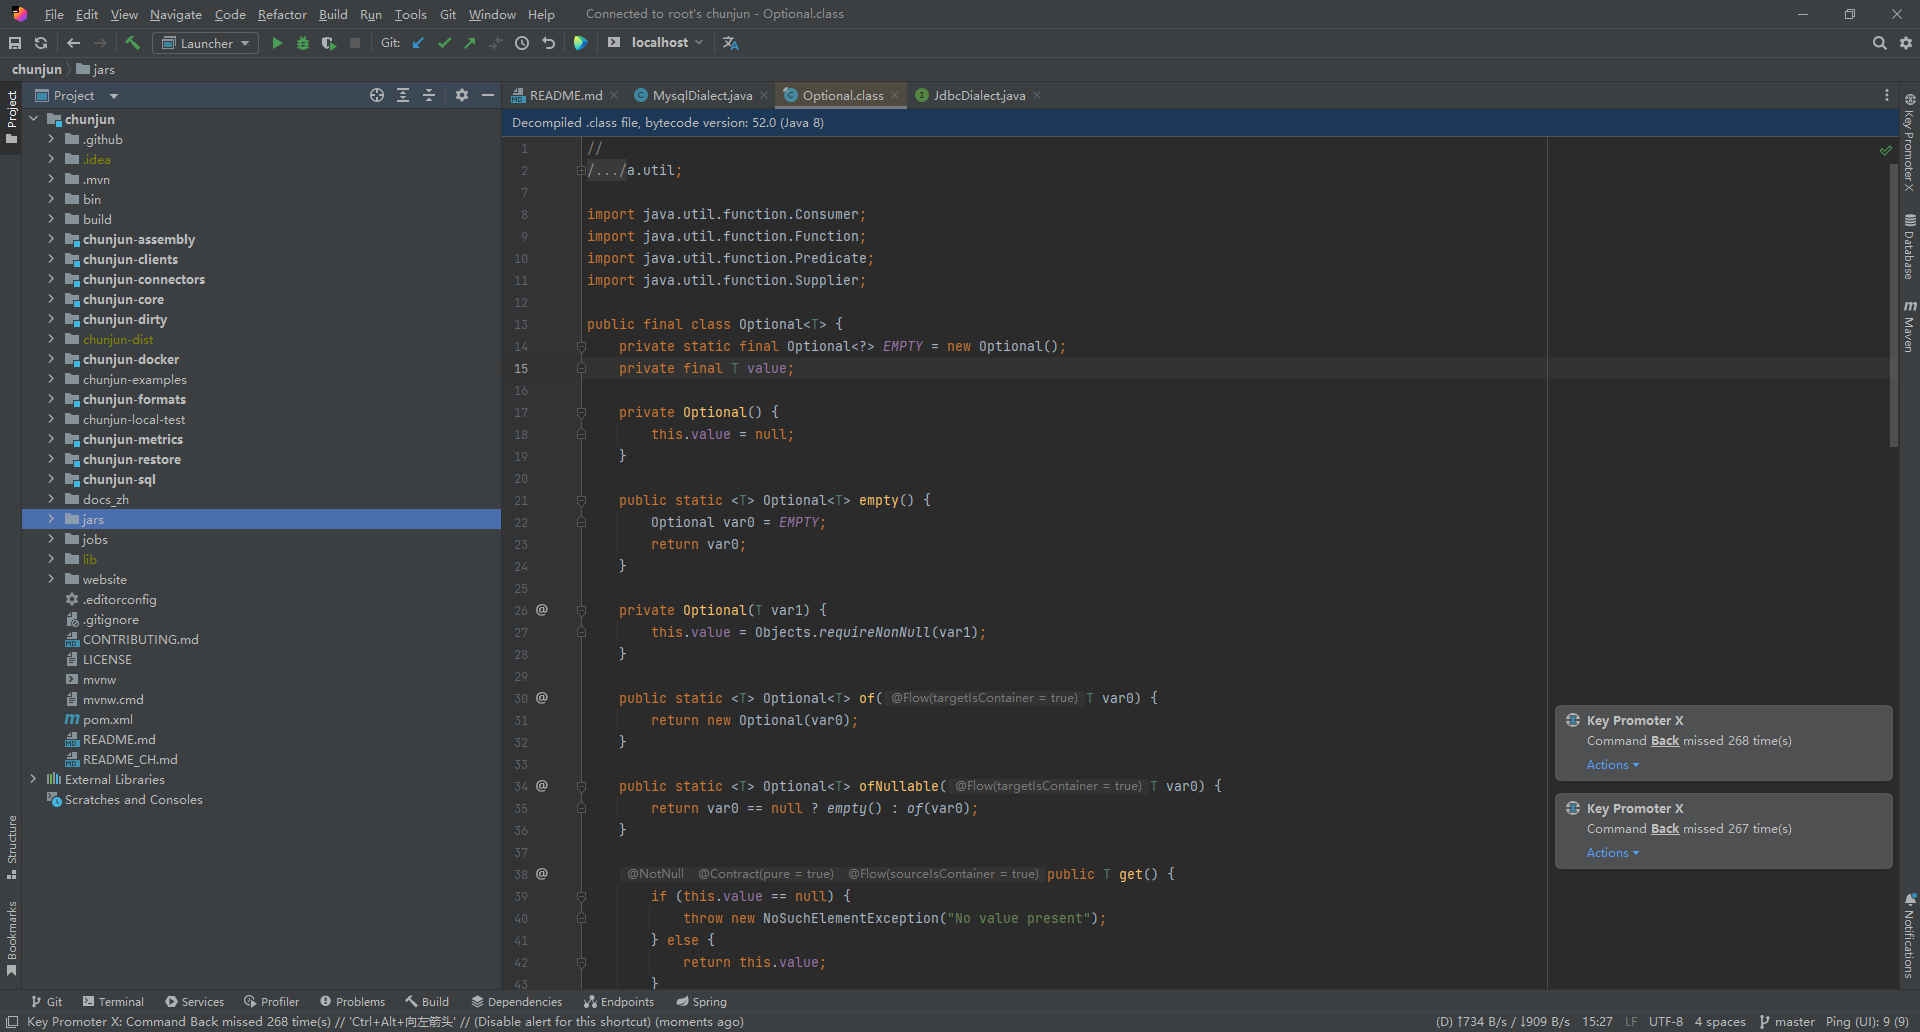 File Edit View Navigate Code Refactor Build Run Tools Git Window Help Connected to root's chunjun - Optional.class
Launcher Git: localhost
chunjun jars
Project
README.md MysqlDialect.java Optional.class JdbcDialect.java
Decompiled .class file, bytecode version: 52.0 (Java 8)
Project
Structure
Bookmarks
chunjun
.github
.idea
.mvn
bin
build
chunjun-assembly
chunjun-clients
chunjun-connectors
chunjun-core
chunjun-dirty
chunjun-dist
chunjun-docker
chunjun-examples
chunjun-formats
chunjun-local-test
chunjun-metrics
chunjun-restore
chunjun-sql
docs_zh
jars
jobs
lib
website
.editorconfig
.gitignore
CONTRIBUTING.md
LICENSE
mvnw
mvnw.cmd
pom.xml
README.md
README_CH.md
External Libraries
Scratches and Consoles
1 //
2 /.../a.util;
7
8 import java.util.function.Consumer;
9 import java.util.function.Function;
10 import java.util.function.Predicate;
11 import java.util.function.Supplier;
12
13 public final class Optional<T> {
14 private static final Optional<?> EMPTY = new Optional();
15 private final T value;
16
17 private Optional() {
18 this.value = null;
19 }
20
21 public static <T> Optional<T> empty() {
22 Optional var0 = EMPTY;
23 return var0;
24 }
25
26 @ private Optional(T var1) {
27 this.value = Objects.requireNonNull(var1);
28 }
29
30 @ public static <T> Optional<T> of( @Flow(targetIsContainer = true) T var0) {
31 return new Optional(var0);
32 }
33
34 @ public static <T> Optional<T> ofNullable( @Flow(targetIsContainer = true) T var0) {
35 return var0 == null ? empty() : of(var0);
36 }
37
38 @ @NotNull @Contract(pure = true) @Flow(sourceIsContainer = true) public T get() {
39 if (this.value == null) {
40 throw new NoSuchElementException("No value present");
41 } else {
42 return this.value;
43 }
Key Promoter X
Command Back missed 268 time(s)
Actions
Key Promoter X
Command Back missed 267 time(s)
Actions
Key Promoter X
Database
m Maven
Notifications
Git Terminal Services Profiler Problems Build Dependencies Endpoints Spring
Key Promoter X: Command Back missed 268 time(s) // 'Ctrl+Alt+向左箭头' // (Disable alert for this shortcut) (moments ago) (D) ↑734 B/s / ↓909 B/s 15:27 LF UTF-8 4 spaces master Ping (UI): 9 (9)